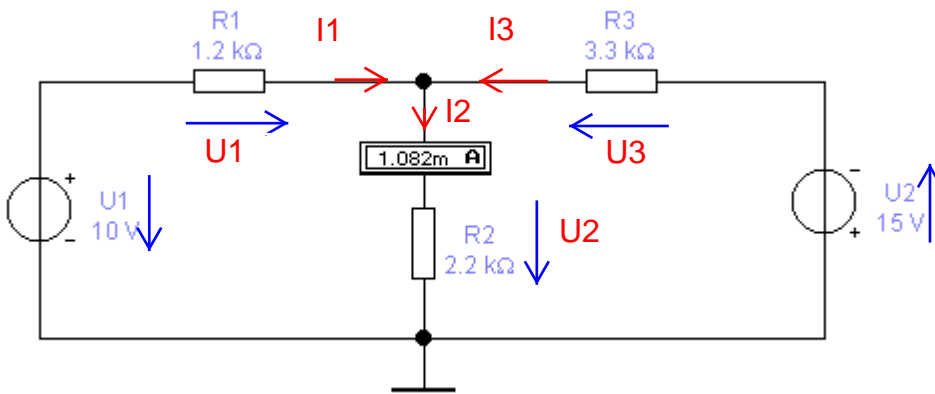 R1
1.2 kΩ
I1
I3
R3
3.3 kΩ
I2
U1
U3
1.082m A
+
-
U1
10 V
R2
2.2 kΩ
U2
-
+
U2
15 V